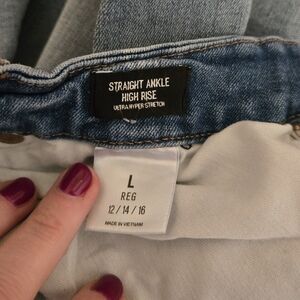 STRAIGHT ANKLE
HIGH RISE
ULTRA HYPER STRETCH
L
REG
12 / 14 / 16
MADE IN VIETNAM